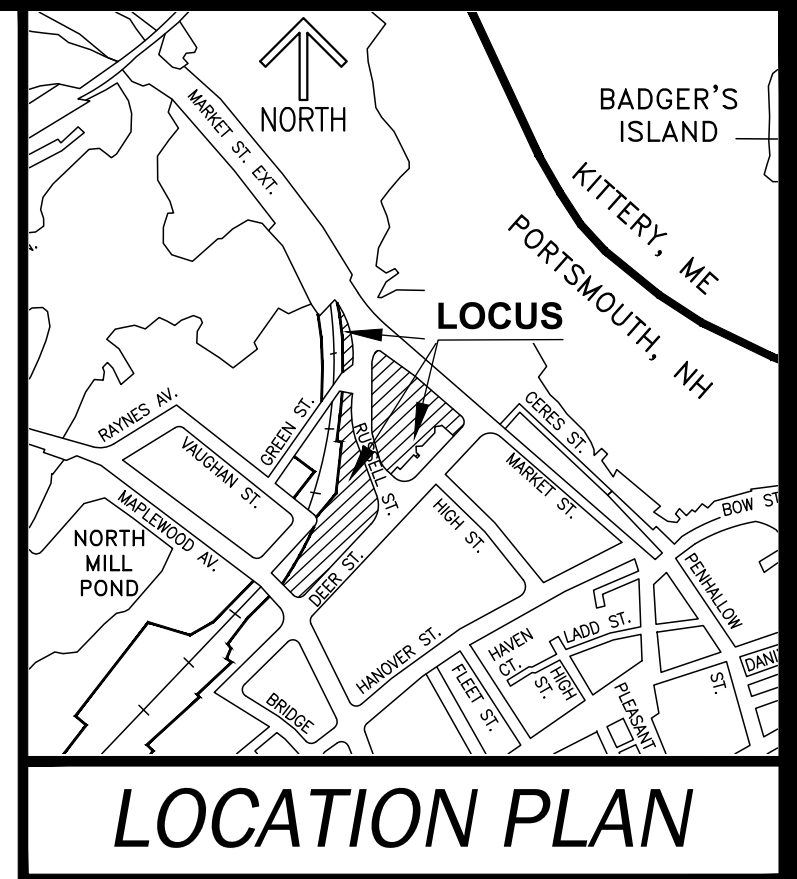 MARKET ST. EXT.
NORTH
BADGER'S
ISLAND
KITTERY, ME
PORTSMOUTH, NH
LOCUS
RAYNES AV.
VAUGHAN ST.
GREEN ST.
RUSSELL ST.
CERES ST.
MARKET ST.
BOW ST
MAPLEWOOD AV.
NORTH
MILL
POND
HIGH ST.
DEER ST.
PENHALLOW
HANOVER ST.
HAVEN
CT.
LADD ST.
HIGH
ST.
FLEET ST.
PLEASANT
ST.
DANI
BRIDGE
LOCATION PLAN